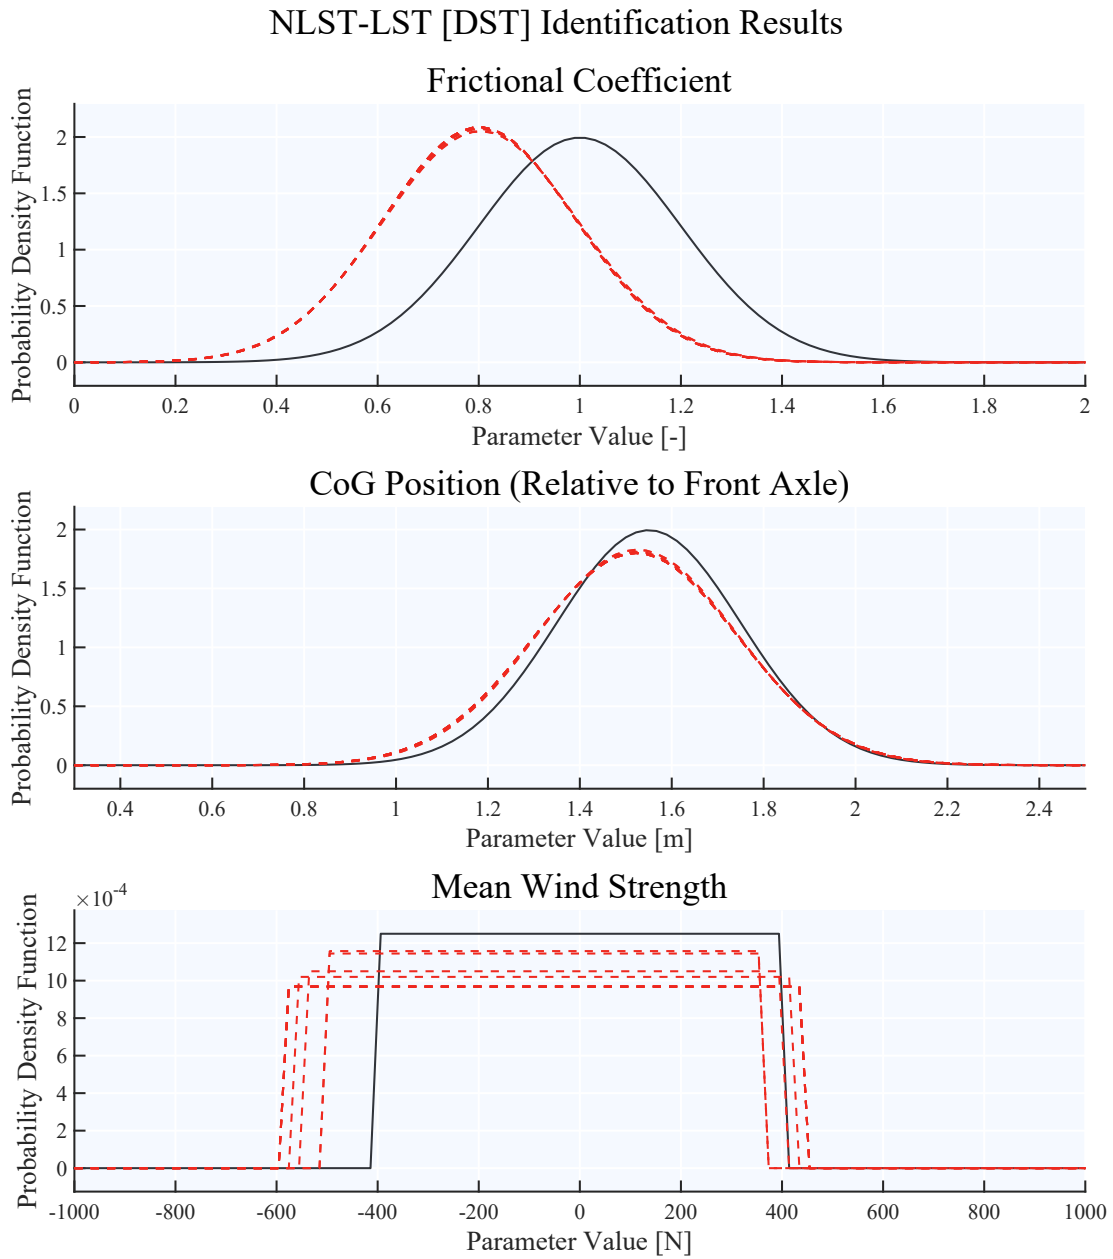 NLST-LST [DST] Identification Results
Frictional Coefficient
Probability Density Function
2
1.5
1
0.5
0
0 0.2 0.4 0.6 0.8 1 1.2 1.4 1.6 1.8 2
Parameter Value [-]
CoG Position (Relative to Front Axle)
Probability Density Function
2
1.5
1
0.5
0
0.4 0.6 0.8 1 1.2 1.4 1.6 1.8 2 2.2 2.4
Parameter Value [m]
Mean Wind Strength
×10-4
Probability Density Function
12
10
8
6
4
2
0
-1000 -800 -600 -400 -200 0 200 400 600 800 1000
Parameter Value [N]